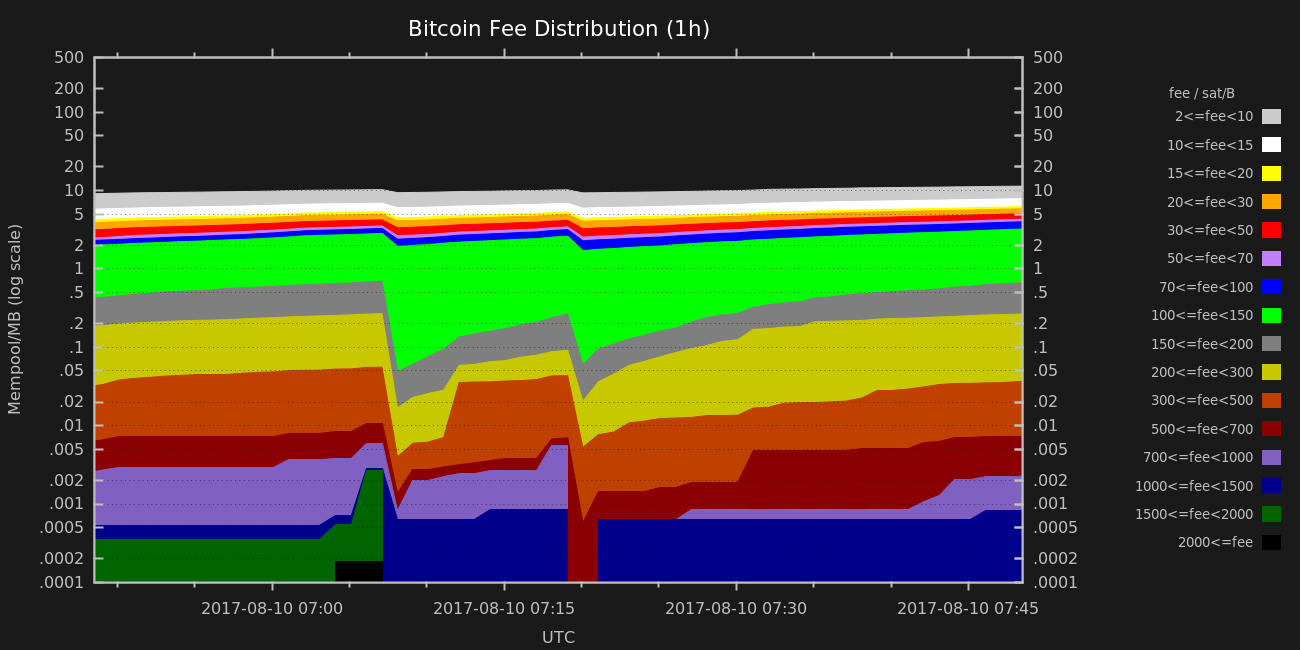 Bitcoin Fee Distribution (1h)
Mempool/MB (log scale)
500
200
100
50
20
10
5
2
1
.5
.2
.1
.05
.02
.01
.005
.002
.001
.0005
.0002
.0001
500
200
100
50
20
10
5
2
1
.5
.2
.1
.05
.02
.01
.005
.002
.001
.0005
.0002
.0001
fee / sat/B
2<=fee<10
10<=fee<15
15<=fee<20
20<=fee<30
30<=fee<50
50<=fee<70
70<=fee<100
100<=fee<150
150<=fee<200
200<=fee<300
300<=fee<500
500<=fee<700
700<=fee<1000
1000<=fee<1500
1500<=fee<2000
2000<=fee
2017-08-10 07:00 2017-08-10 07:15 2017-08-10 07:30 2017-08-10 07:45
UTC